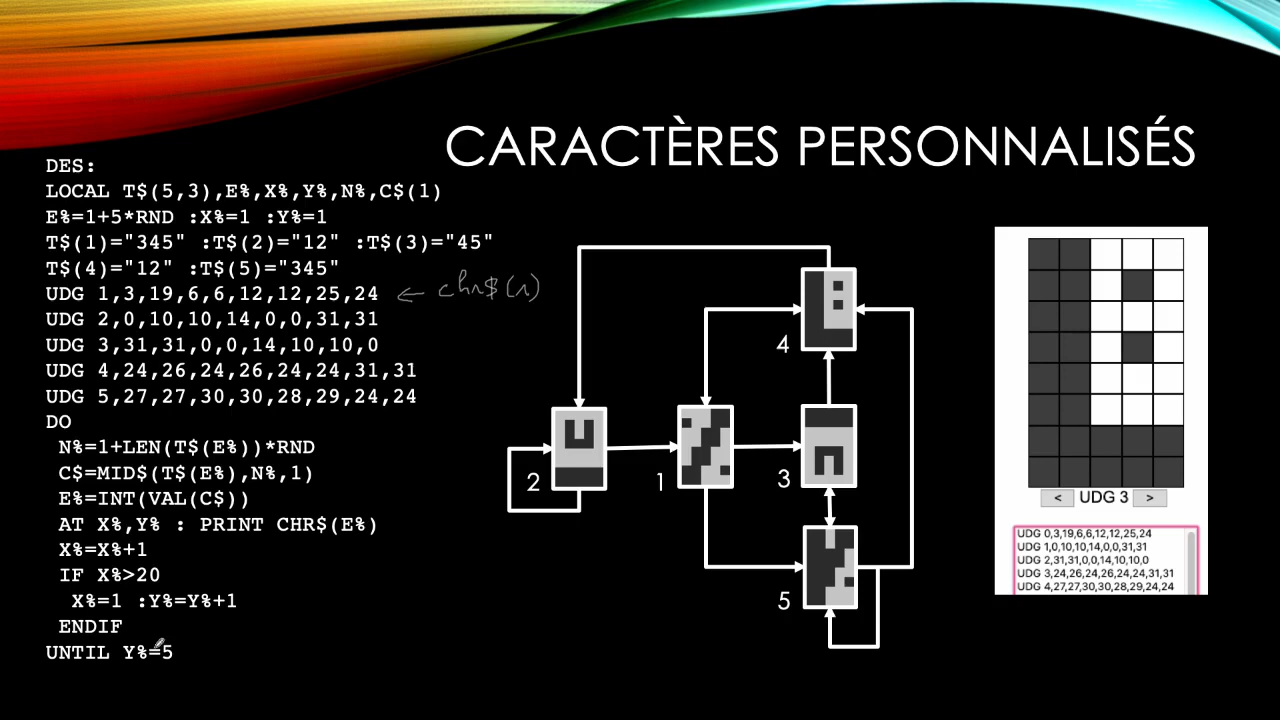 CARACTÈRES PERSONNALISÉS
DES:
LOCAL T$(5,3),E%,X%,Y%,N%,C$(1)
E%=1+5*RND :X%=1 :Y%=1
T$(1)="345" :T$(2)="12" :T$(3)="45"
T$(4)="12" :T$(5)="345"
UDG 1,3,19,6,6,12,12,25,24 ← chr$(1)
UDG 2,0,10,10,14,0,0,31,31
UDG 3,31,31,0,0,14,10,10,0
UDG 4,24,26,24,26,24,24,31,31
UDG 5,27,27,30,30,28,29,24,24
DO
N%=1+LEN(T$(E%))*RND
C$=MID$(T$(E%),N%,1)
E%=INT(VAL(C$))
AT X%,Y% : PRINT CHR$(E%)
X%=X%+1
IF X%>20
X%=1 :Y%=Y%+1
ENDIF
UNTIL Y%=5
4
2
1
3
5
< UDG 3 >
UDG 0,3,19,6,6,12,12,25,24
UDG 1,0,10,10,14,0,0,31,31
UDG 2,31,31,0,0,14,10,10,0
UDG 3,24,26,24,26,24,24,31,31
UDG 4,27,27,30,30,28,29,24,24